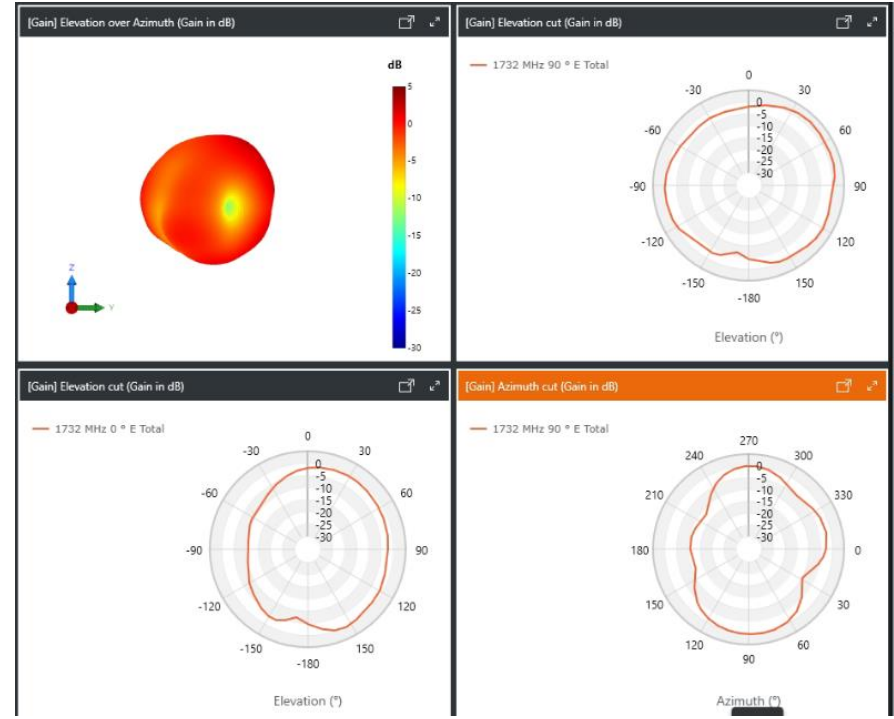 [Gain] Elevation over Azimuth (Gain in dB)
dB
5
0
-5
-10
-15
-20
-25
-30
Z
Y
[Gain] Elevation cut (Gain in dB)
1732 MHz 90 ° E Total
0
-30 30
0
-5
-60 -10 60
-15
-20
-25
-30
-90 90
-120 120
-150 150
-180
Elevation (°)
[Gain] Elevation cut (Gain in dB)
1732 MHz 0 ° E Total
0
-30 30
0
-5
-60 -10 60
-15
-20
-25
-30
-90 90
-120 120
-150 150
-180
Elevation (°)
[Gain] Azimuth cut (Gain in dB)
1732 MHz 90 ° E Total
270
240 300
0
-5
210 -10 330
-15
-20
-25
-30
180 0
150 30
120 60
90
Azimuth (°)